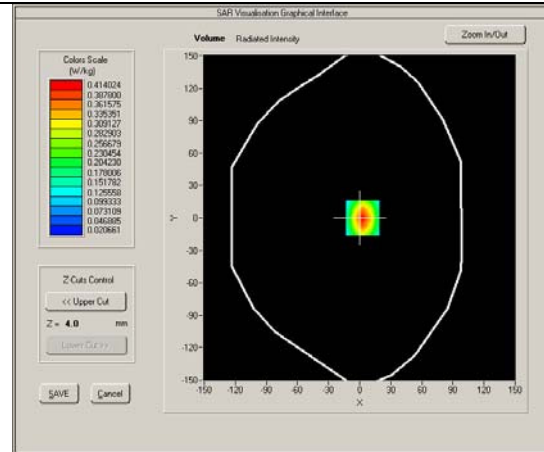 SAR Visualisation Graphical Interface
Volume Radiated Intensity
Zoom In/Out
Colors Scale
(W/kg)
0.414024
0.387800
0.361575
0.335351
0.309127
0.282903
0.256679
0.230454
0.204230
0.178006
0.151782
0.125558
0.099333
0.073109
0.046885
0.020661
150
120
90
60
30
0
-30
-60
-90
-120
-150
Y
-150 -120 -90 -60 -30 0 30 60 90 120 150
X
Z-Cuts Control
<< Upper Cut
Z = 4.0 mm
Lower Cut >>
SAVE Cancel